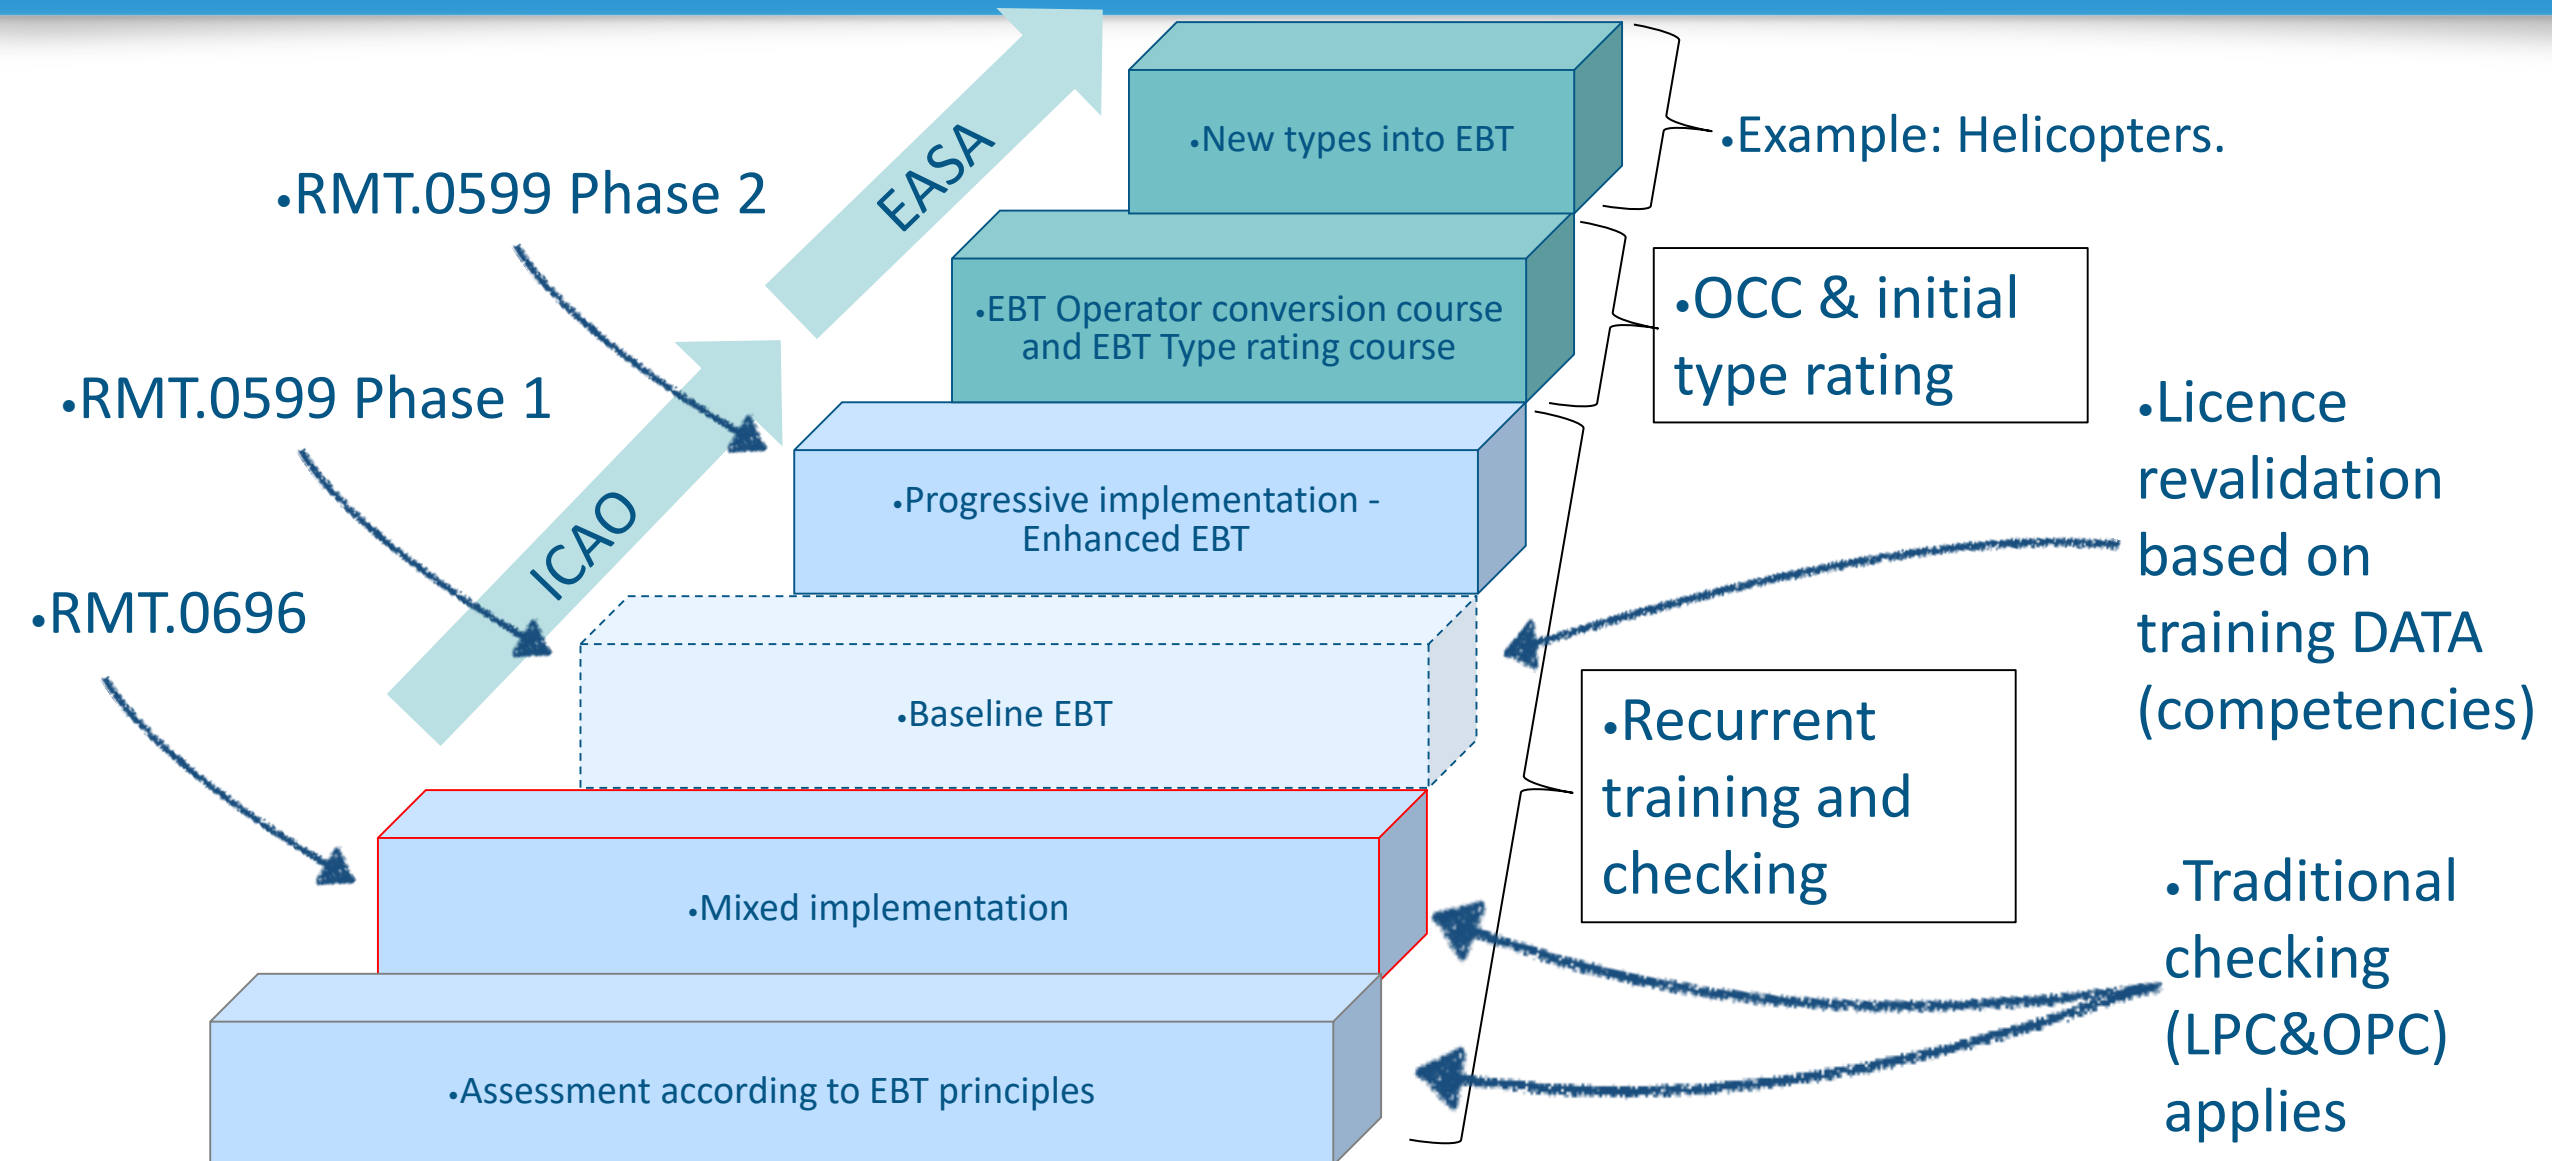 •New types into EBT
•Example: Helicopters.
EASA
•RMT.0599 Phase 2
•EBT Operator conversion course
and EBT Type rating course
•OCC & initial
type rating
•RMT.0599 Phase 1
ICAO
•Progressive implementation -
Enhanced EBT
•Licence
revalidation
based on
training DATA
(competencies)
•RMT.0696
•Baseline EBT
•Recurrent
training and
checking
•Mixed implementation
•Traditional
checking
(LPC&OPC)
applies
•Assessment according to EBT principles